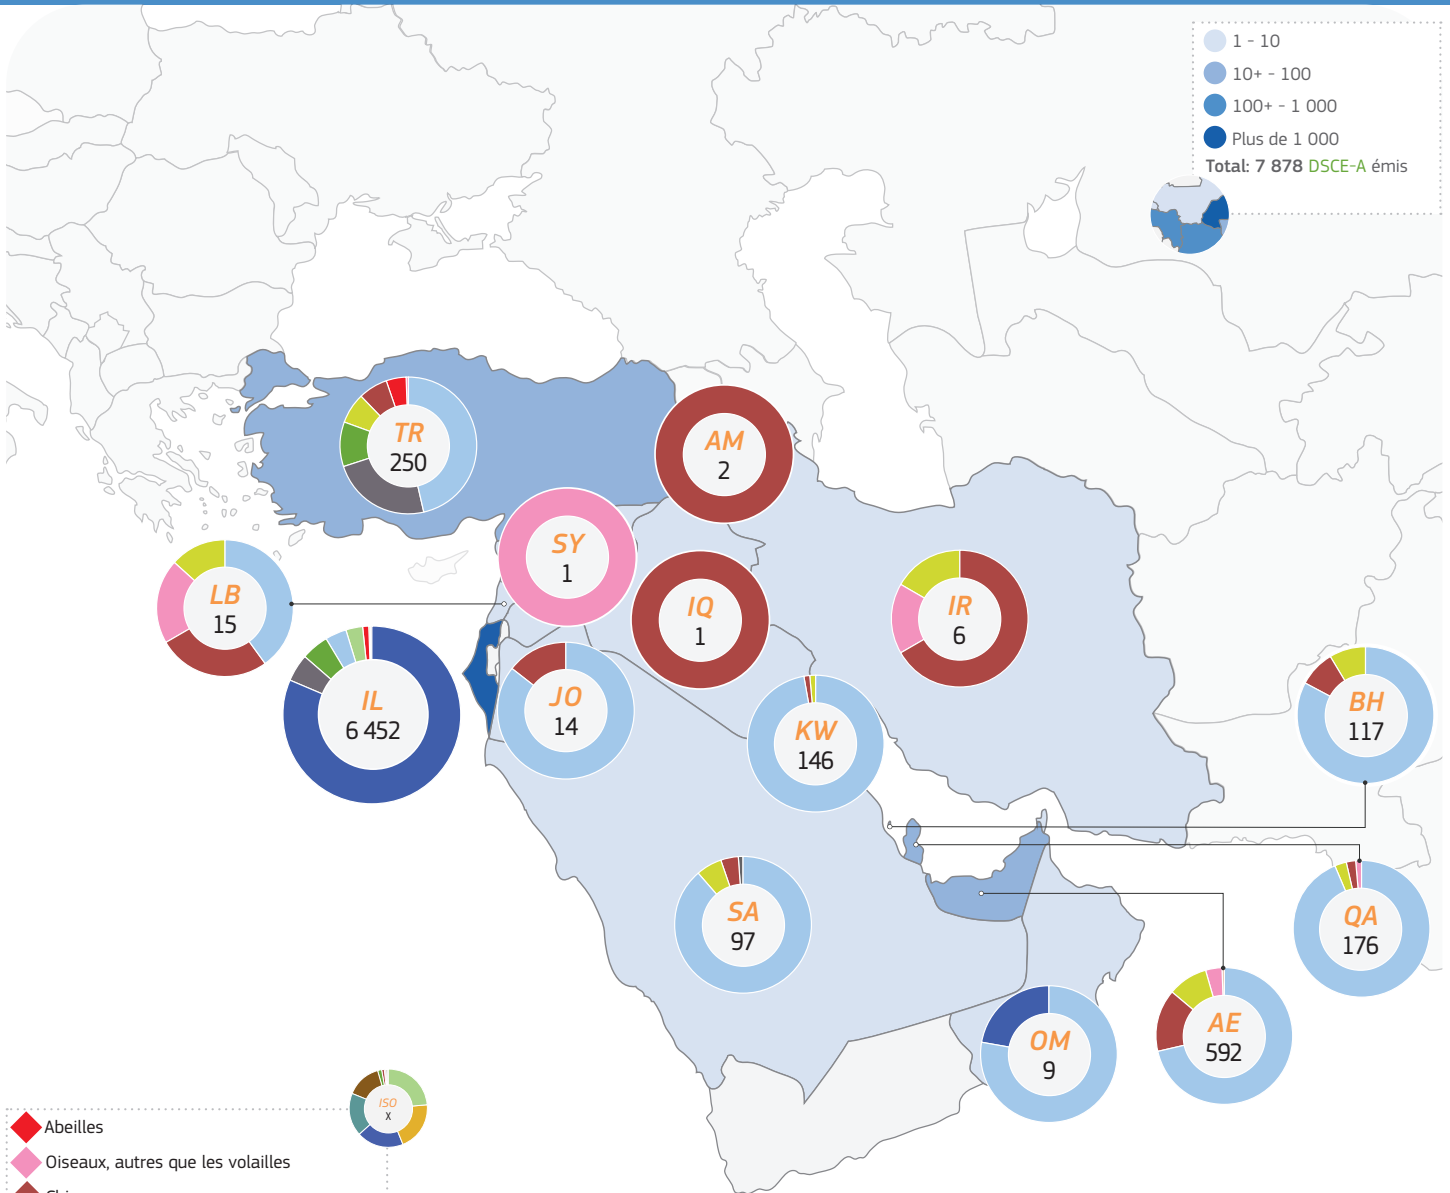 1 - 10
10+ - 100
100+ - 1 000
Plus de 1 000
Total: 7 878 DSCE-A émis
TR
250
AM
2
SY
1
LB
15
IQ
1
IR
6
IL
6 452
JO
14
KW
146
BH
117
SA
97
QA
176
AE
592
OM
9
ISO
X
Abeilles
Oiseaux, autres que les volailles